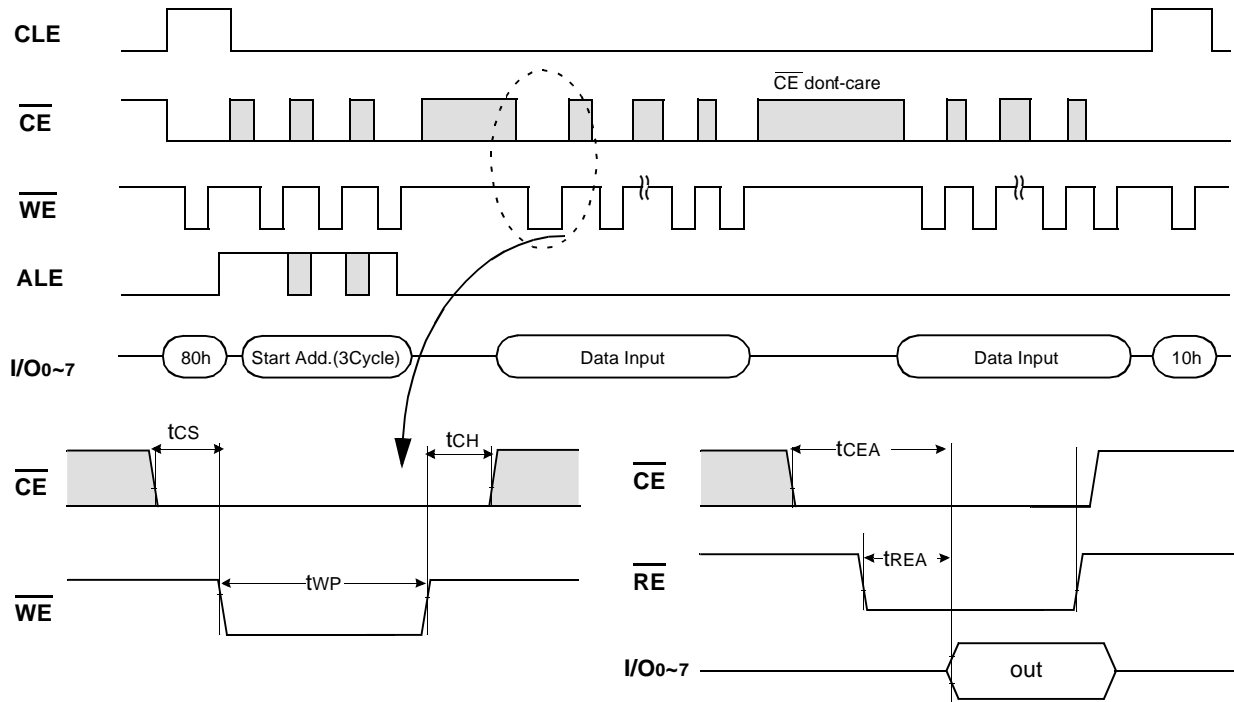 CLE
CE dont-care
CE
WE
ALE
I/O0~7 80h Start Add.(3Cycle) Data Input Data Input 10h
tCS tCH tCEA
CE CE
tWP tREA
WE RE
I/O0~7 out